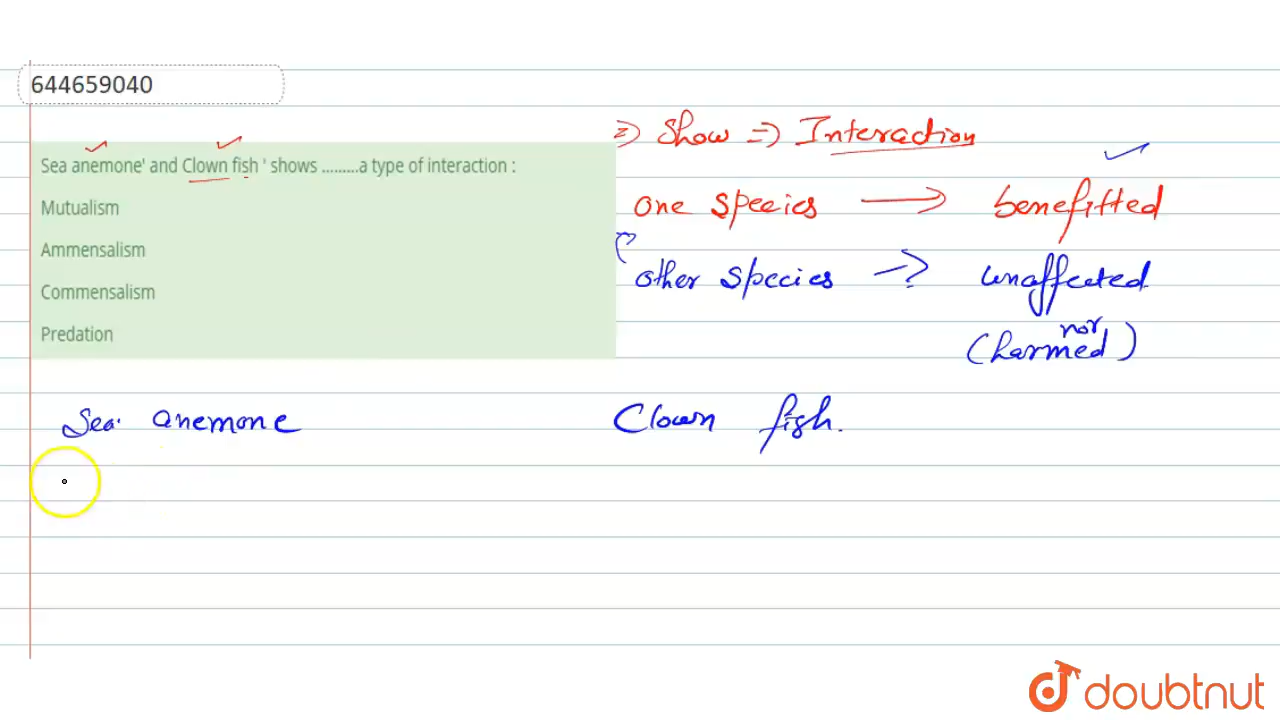 644659040
Sea anemone' and Clown fish ' shows .........a type of interaction :
Mutualism
Ammensalism
Commensalism
Predation
=> Show => Interaction
one species → benefitted
other species → unaffected
nor
(harmed)
Sea anemone
Clown fish.
doubtnut